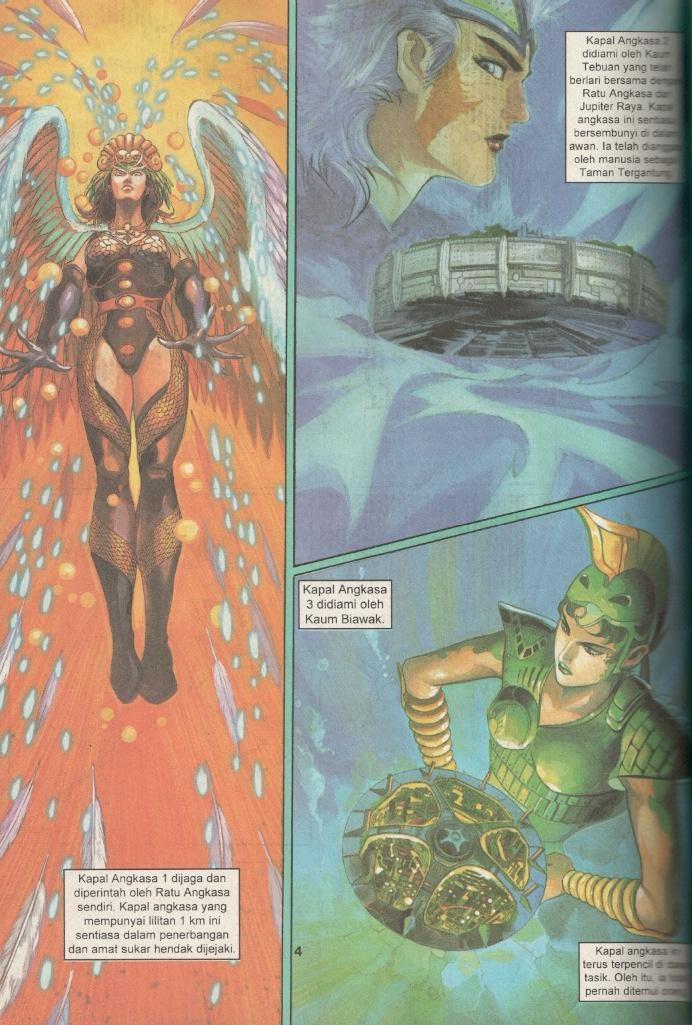 Kapal Angkasa 1 dijaga dan
diperintah oleh Ratu Angkasa
sendiri. Kapal angkasa yang
mempunyai lilitan 1 km ini
sentiasa dalam penerbangan
dan amat sukar hendak dijejaki.
Kapal Angkasa 2
didiami oleh Kaum
Tebuan yang telah
berlari bersama dengan
Ratu Angkasa dari
Jupiter Raya. Kapal
angkasa ini sentiasa
bersembunyi di dalam
awan. Ia telah dianggap
oleh manusia sebagai
Taman Tergantung.
Kapal Angkasa
3 didiami oleh
Kaum Biawak.
Kapal angkasa ini
terus terpencil di dasar
tasik. Oleh itu, ia tidak
pernah ditemui orang.
4